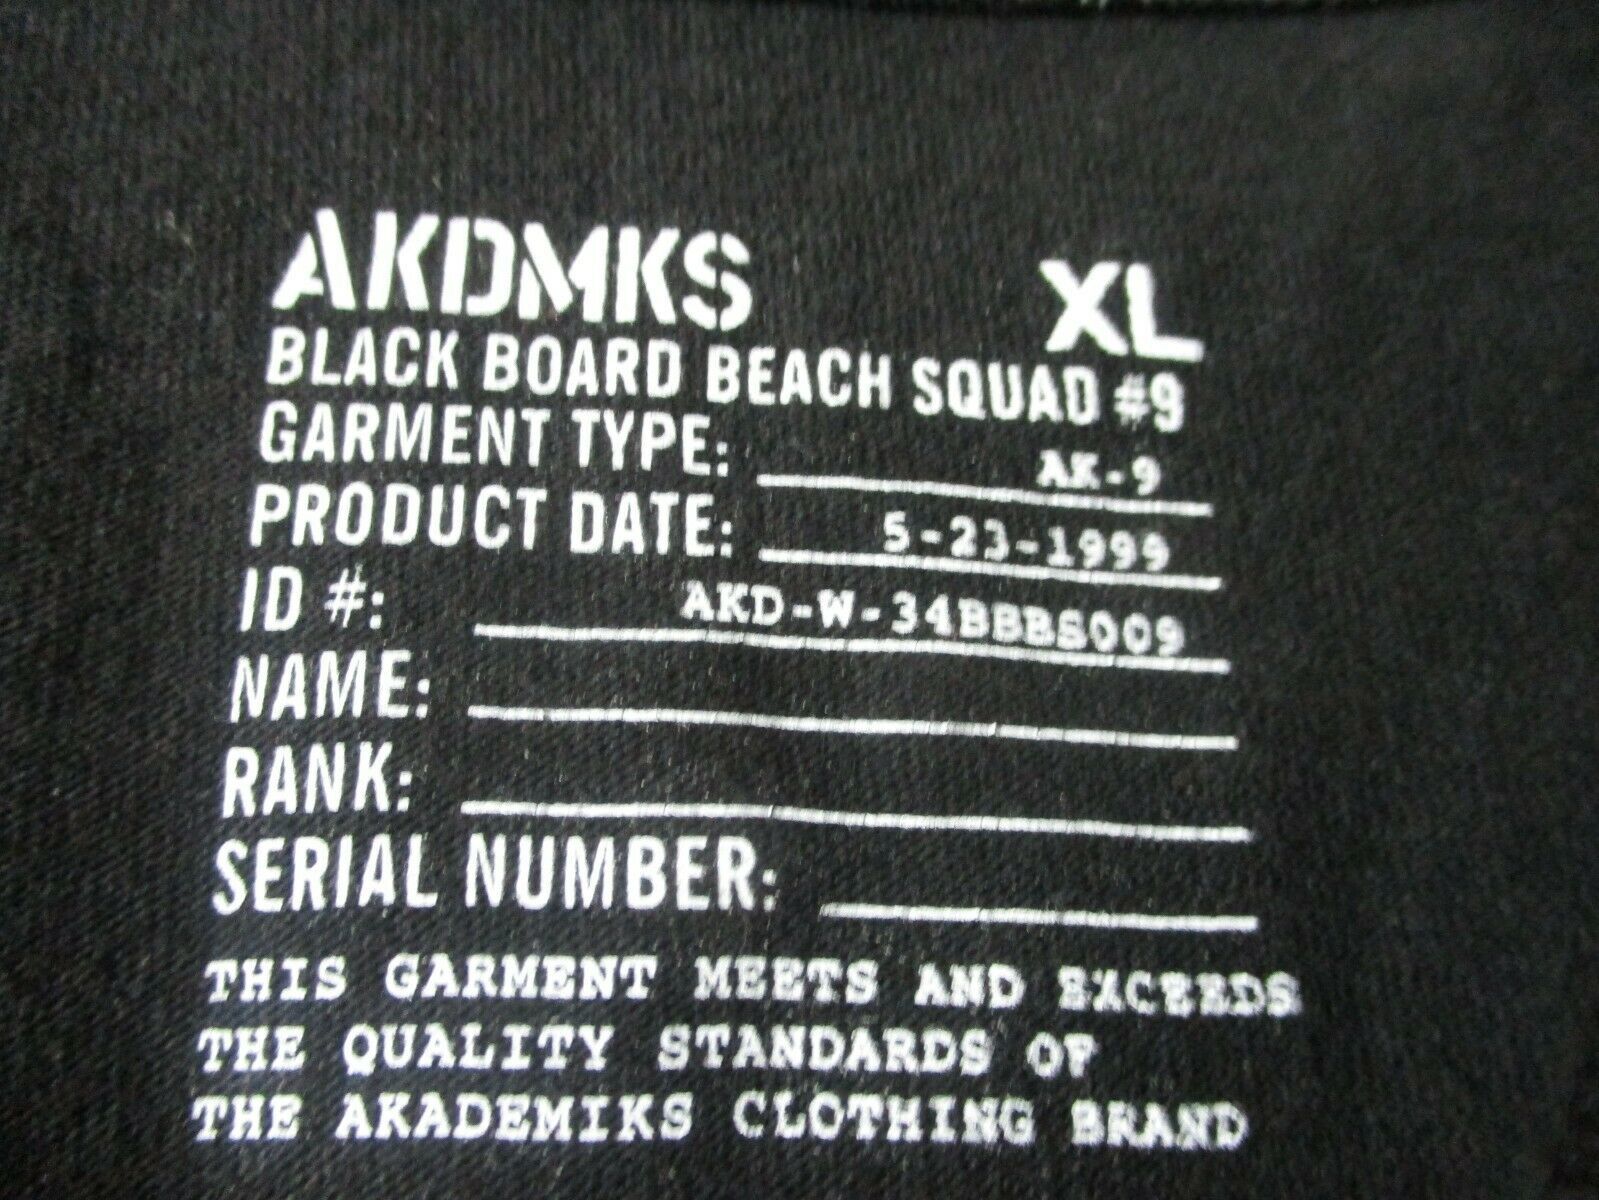 AKDMKS XL
BLACK BOARD BEACH SQUAD #9
GARMENT TYPE: AK-9
PRODUCT DATE: 5-23-1999
ID #: AKD-W-34BBBS009
NAME:
RANK:
SERIAL NUMBER:
THIS GARMENT MEETS AND EXCEEDS
THE QUALITY STANDARDS OF
THE AKADEMIKS CLOTHING BRAND